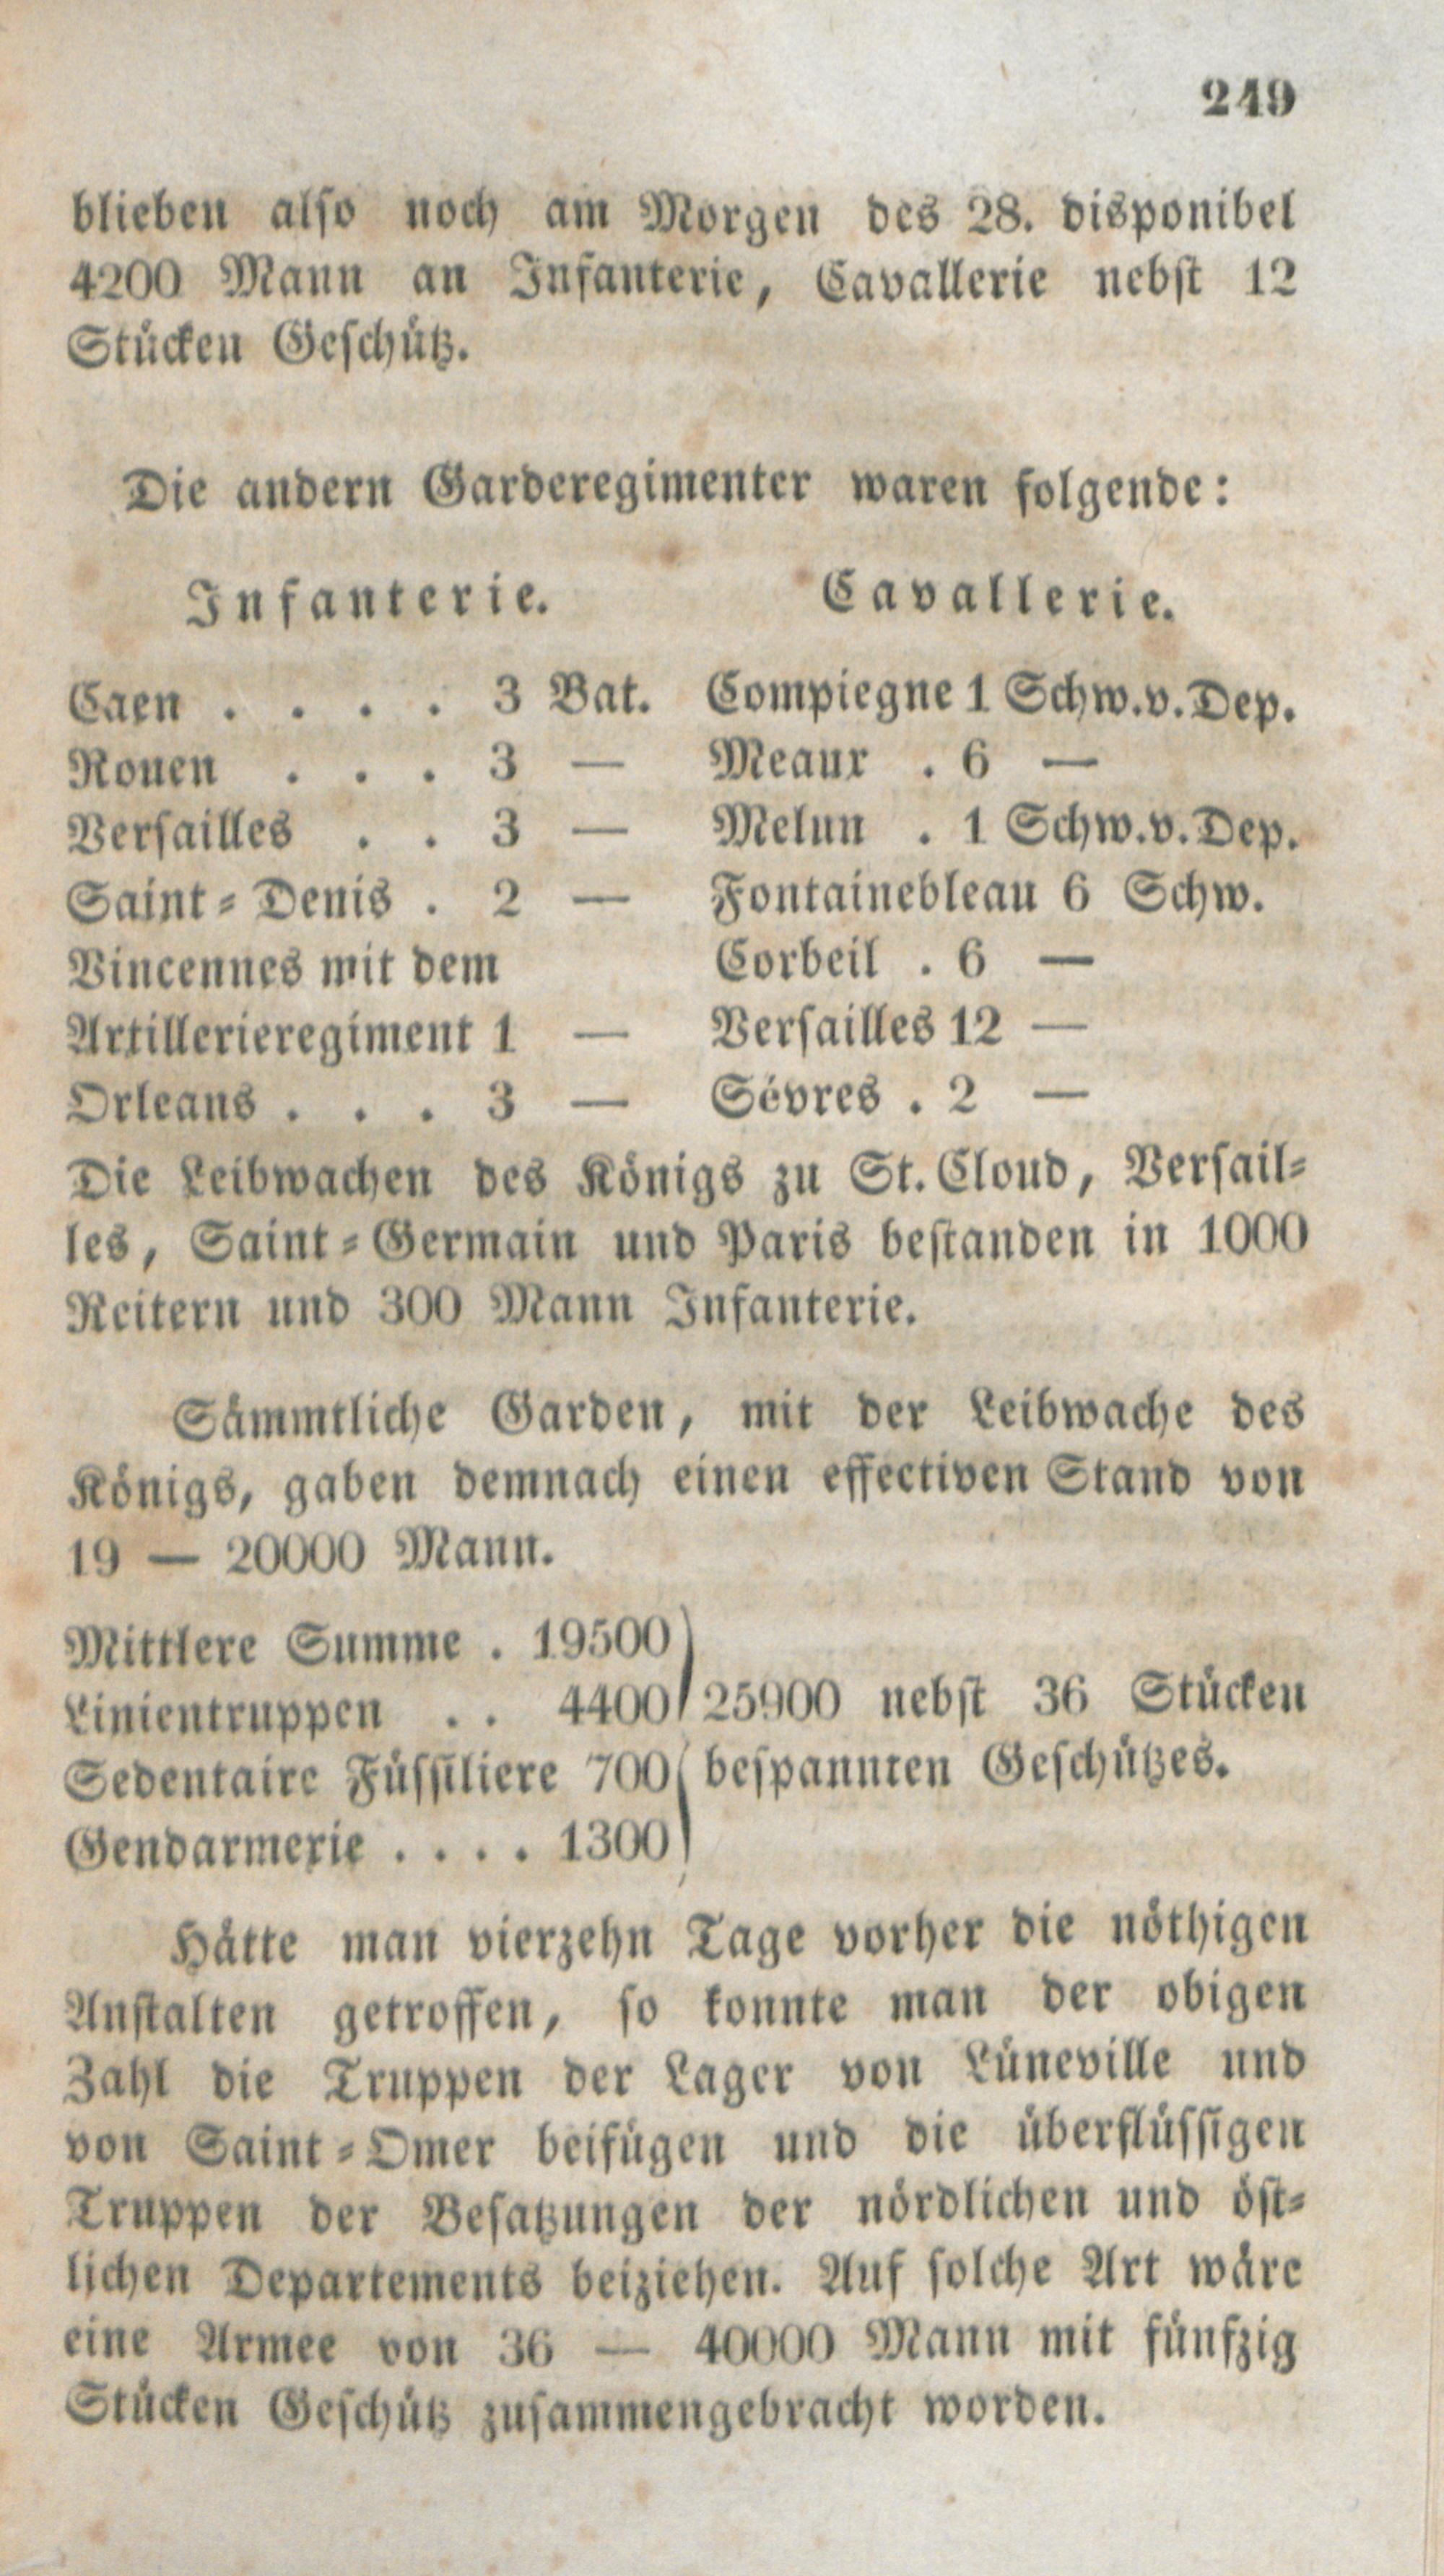 249
blieben also noch am Morgen des 28. disponibel
4200 Mann an Infanterie, Cavallerie nebst 12
Stücken Geschütz.
Die andern Garderegimenter waren folgende:
Infanterie. Cavallerie.
Caen . . . . 3 Bat. Compiegne 1 Schw.v.Dep.
Rouen . . . 3 — Meaux . 6 —
Versailles . . 3 — Melun . 1 Schw.v.Dep.
Saint-Denis . 2 — Fontainebleau 6 Schw.
Vincennes mit dem Corbeil . 6 —
Artillerieregiment 1 — Versailles 12 —
Orleans . . . 3 — Sévres . 2 —
Die Leibwachen des Königs zu St. Cloud, Versail-
les, Saint-Germain und Paris bestanden in 1000
Reitern und 300 Mann Infanterie.
Sämmtliche Garden, mit der Leibwache des
Königs, gaben demnach einen effectiven Stand von
19 — 20000 Mann.
Mittlere Summe . 19500
Linientruppen . . 4400 25900 nebst 36 Stücken
Sedentaire Füssiliere 700 bespannten Geschützes.
Gendarmerie . . . . 1300
Hätte man vierzehn Tage vorher die nöthigen
Anstalten getroffen, so konnte man der obigen
Zahl die Truppen der Lager von Lüneville und
von Saint-Omer beifügen und die überflüssigen
Truppen der Besatzungen der nördlichen und öst-
lichen Departements beiziehen. Auf solche Art wäre
eine Armee von 36 — 40000 Mann mit fünfzig
Stücken Geschütz zusammengebracht worden.